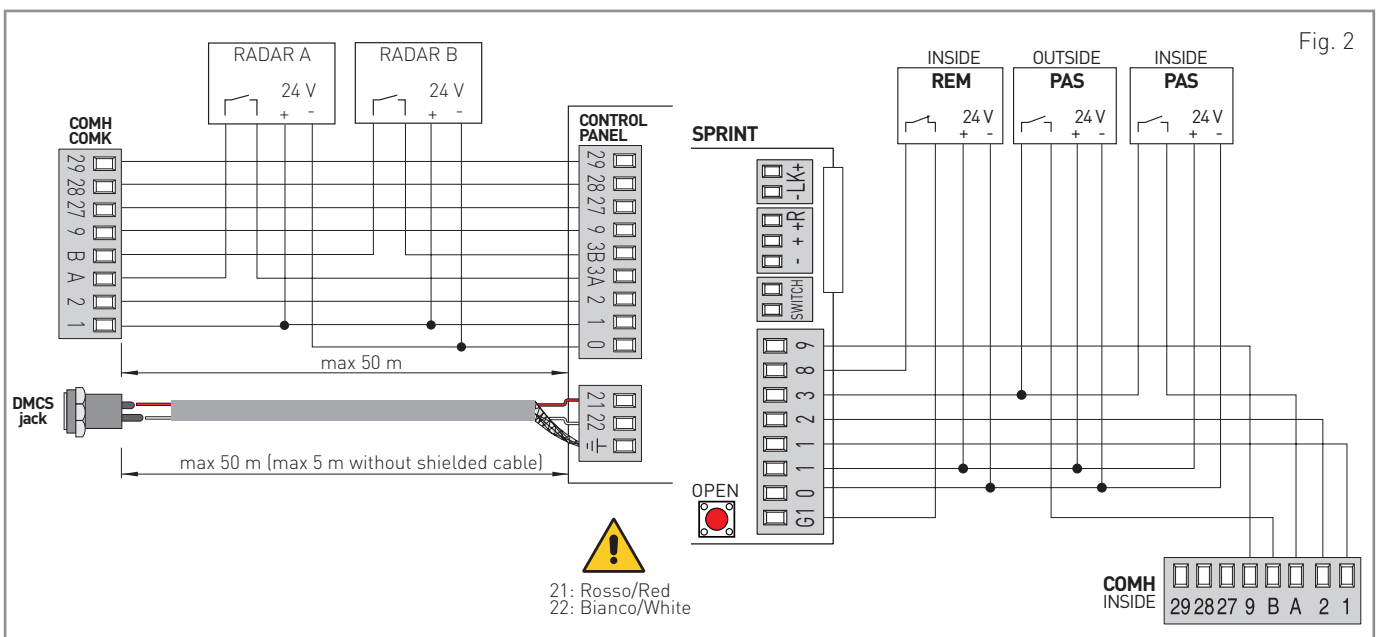 Fig. 2
RADAR A
24 V
+ -
RADAR B
24 V
+ -
COMH
COMK
29
28
27
9
B
A
2
1
CONTROL
PANEL
29
28
27
9
3B
3A
2
1
0
max 50 m
DMCS
jack
21
22
max 50 m (max 5 m without shielded cable)
21: Rosso/Red
22: Bianco/White
SPRINT
-LK+
- + +R
SWITCH
9
8
3
2
1
1
0
G1
OPEN
INSIDE
REM
24 V
+ -
OUTSIDE
PAS
24 V
+ -
INSIDE
PAS
24 V
+ -
COMH
INSIDE
29 28 27 9 B A 2 1